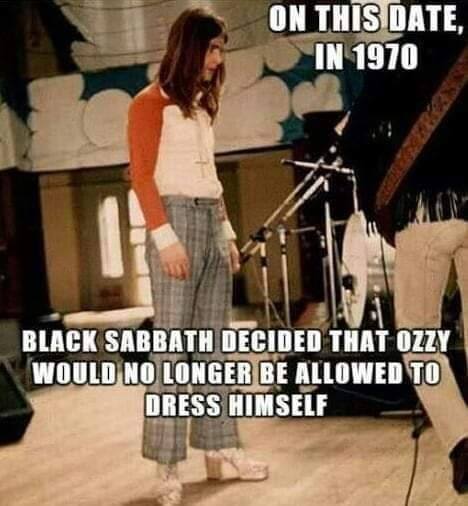 ON THIS DATE,
IN 1970
BLACK SABBATH DECIDED THAT OZZY
WOULD NO LONGER BE ALLOWED TO
DRESS HIMSELF